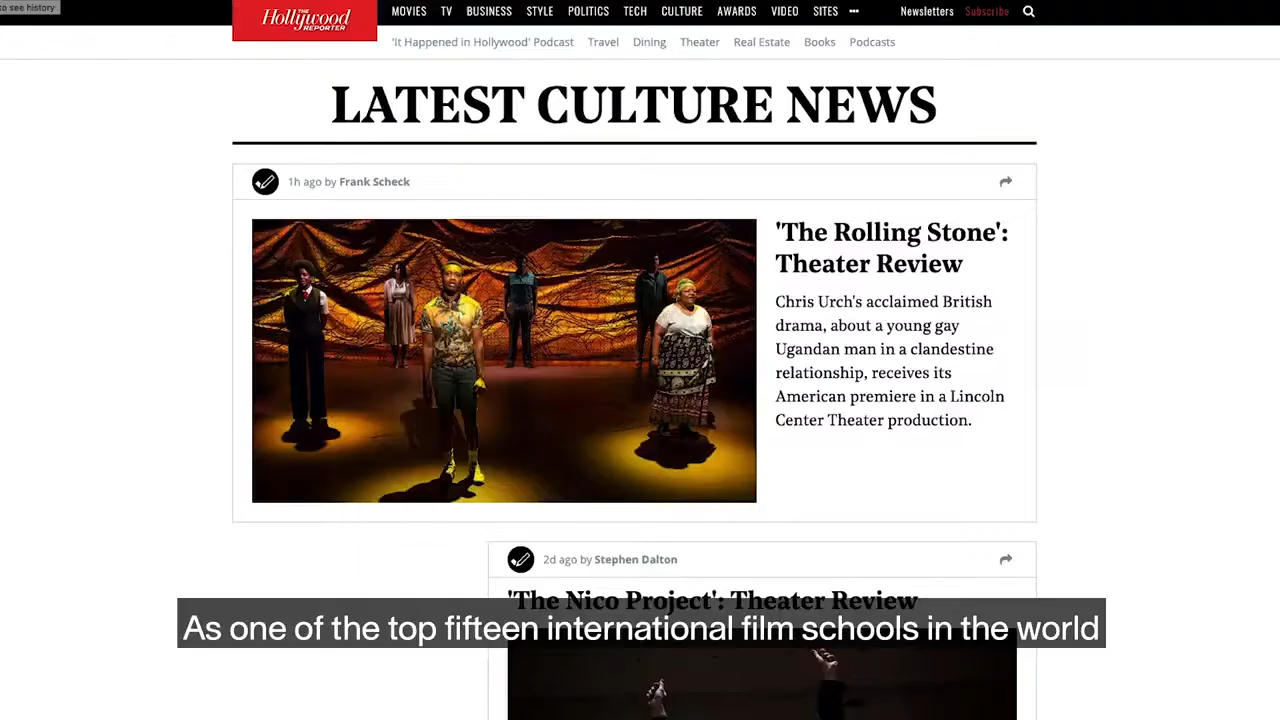 to see history
THE
Hollywood
REPORTER
MOVIES TV BUSINESS STYLE POLITICS TECH CULTURE AWARDS VIDEO SITES ••• Newsletters Subscribe
'It Happened in Hollywood' Podcast Travel Dining Theater Real Estate Books Podcasts
LATEST CULTURE NEWS
1h ago by Frank Scheck
'The Rolling Stone':
Theater Review
Chris Urch's acclaimed British
drama, about a young gay
Ugandan man in a clandestine
relationship, receives its
American premiere in a Lincoln
Center Theater production.
2d ago by Stephen Dalton
'The Nico Project': Theater Review
As one of the top fifteen international film schools in the world